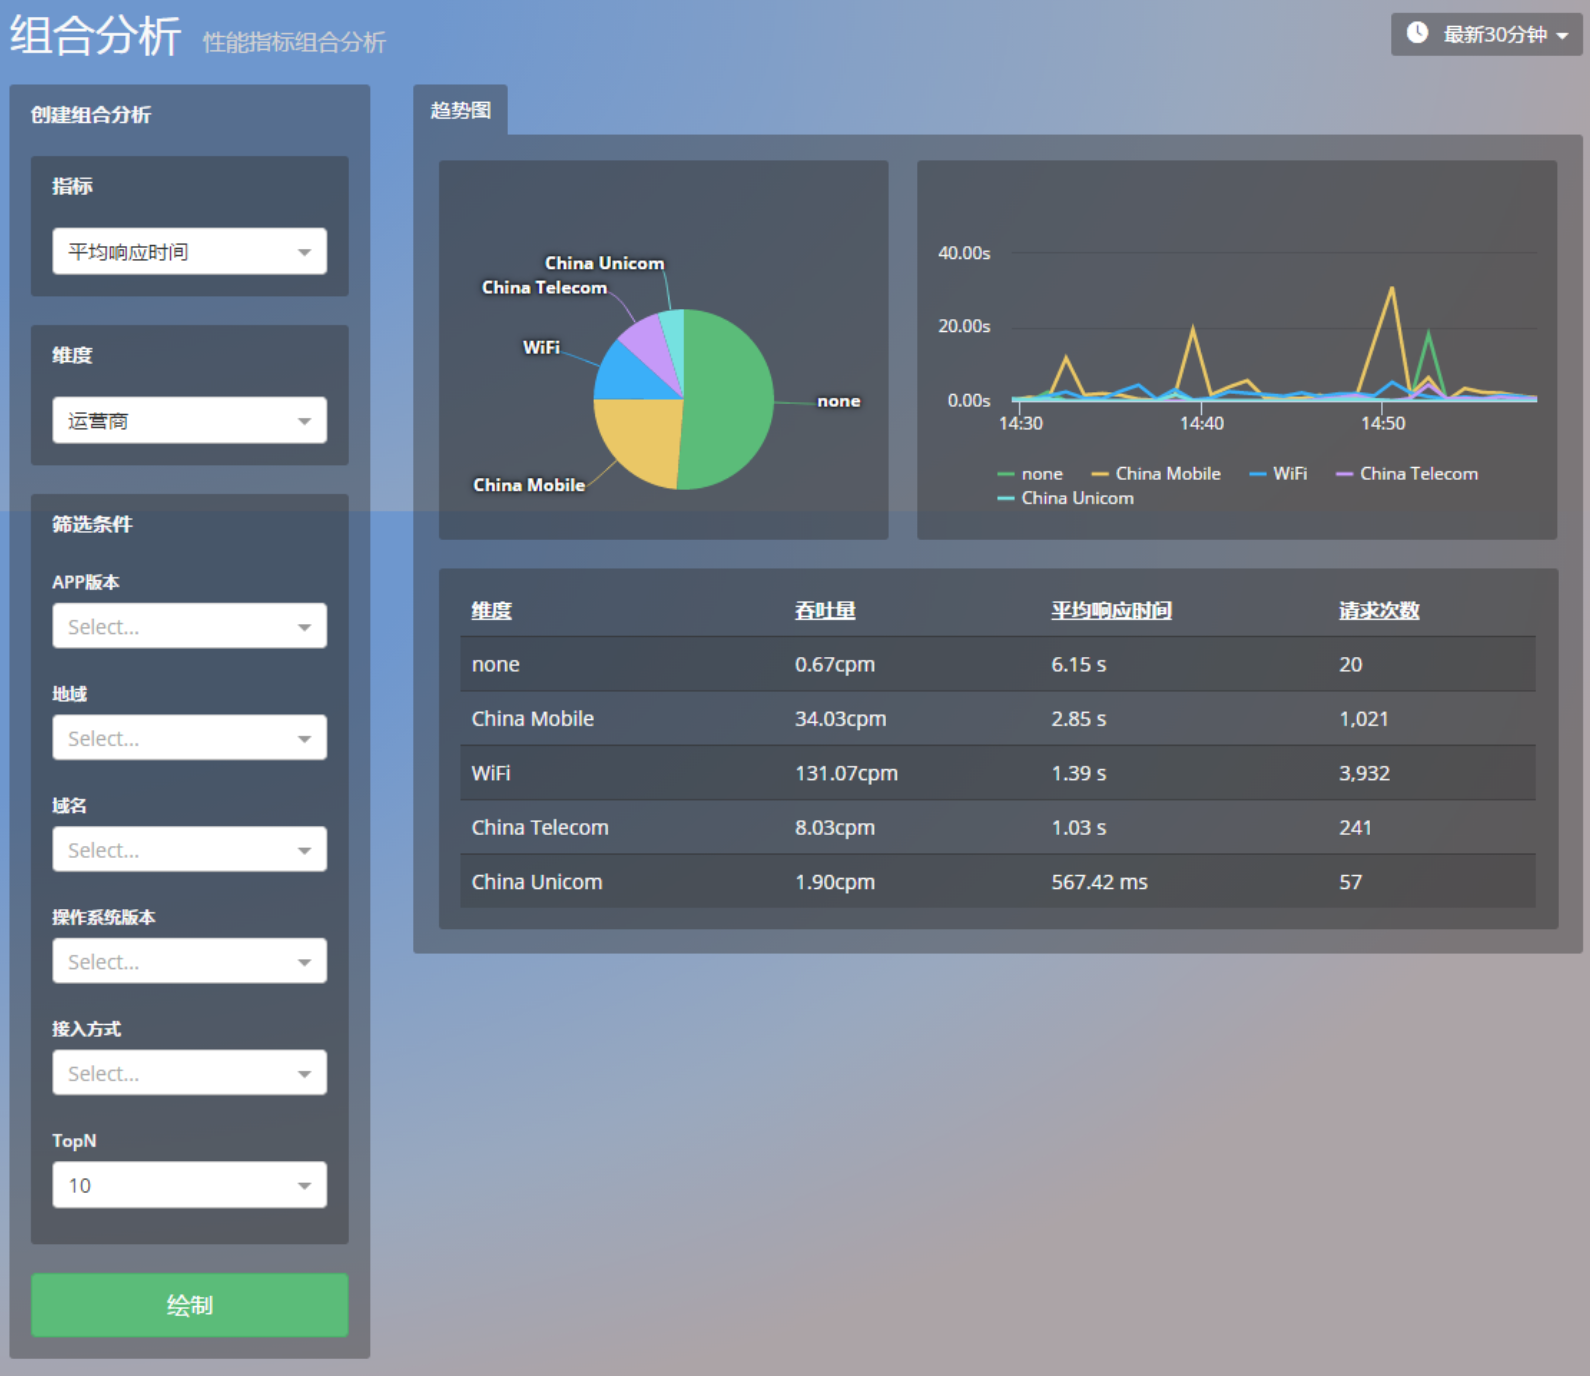 组合分析 性能指标组合分析
最新30分钟
创建组合分析
指标
平均响应时间
维度
运营商
筛选条件
APP版本
Select...
地域
Select...
域名
Select...
操作系统版本
Select...
接入方式
Select...
TopN
10
绘制
趋势图
China Unicom
China Telecom
WiFi
none
China Mobile
40.00s
20.00s
0.00s
14:30 14:40 14:50
none China Mobile WiFi China Telecom
China Unicom
维度 吞吐量 平均响应时间 请求次数
none 0.67cpm 6.15 s 20
China Mobile 34.03cpm 2.85 s 1,021
WiFi 131.07cpm 1.39 s 3,932
China Telecom 8.03cpm 1.03 s 241
China Unicom 1.90cpm 567.42 ms 57